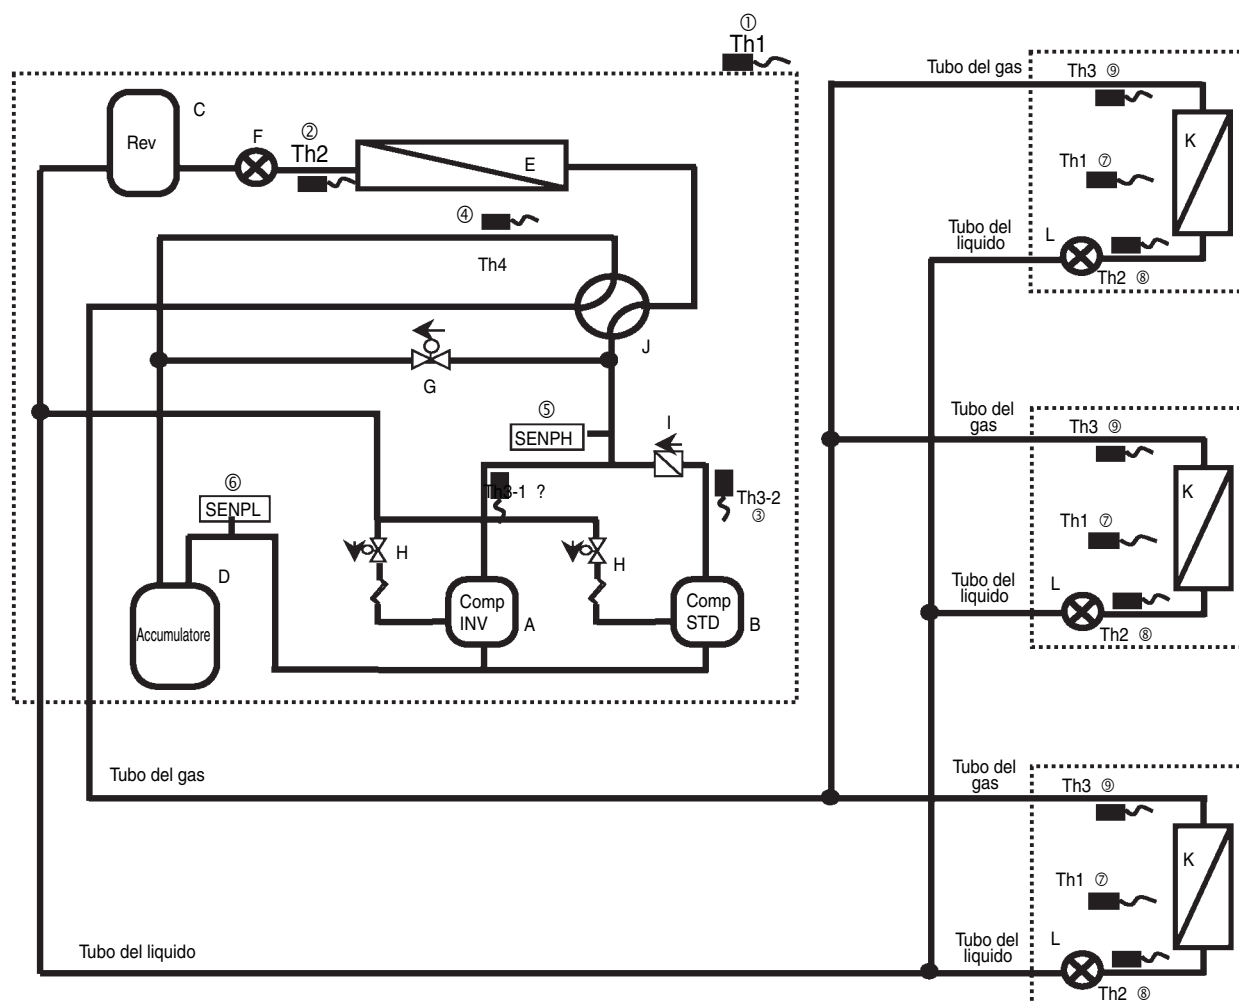 ①
Th1
C
Rev
F
②
Th2
E
④
Th4
J
G
⑤
SENPH
I
Th3-1 ?
Th3-2
③
⑥
SENPL
H
H
D
Accumulatore
Comp
INV
A
Comp
STD
B
Tubo del gas
Tubo del liquido
Tubo del gas
Th3 ⑨
K
Th1 ⑦
Tubo del
liquido
L
Th2 ⑧
Tubo del
gas
Th3 ⑨
K
Th1 ⑦
Tubo del
liquido
L
Th2 ⑧
Tubo del
gas
Th3 ⑨
K
Th1 ⑦
Tubo del
liquido
L
Th2 ⑧